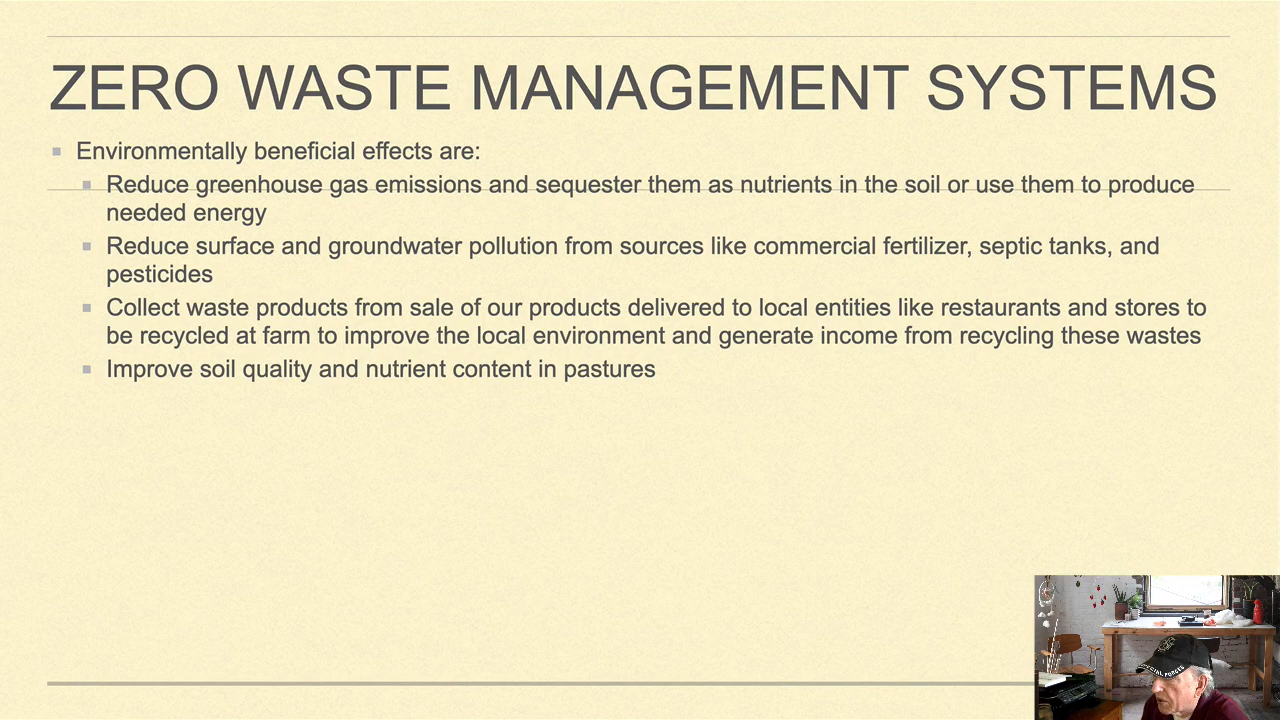 ZERO WASTE MANAGEMENT SYSTEMS
Environmentally beneficial effects are:
Reduce greenhouse gas emissions and sequester them as nutrients in the soil or use them to produce
needed energy
Reduce surface and groundwater pollution from sources like commercial fertilizer, septic tanks, and
pesticides
Collect waste products from sale of our products delivered to local entities like restaurants and stores to
be recycled at farm to improve the local environment and generate income from recycling these wastes
Improve soil quality and nutrient content in pastures
SPECIAL FORCES